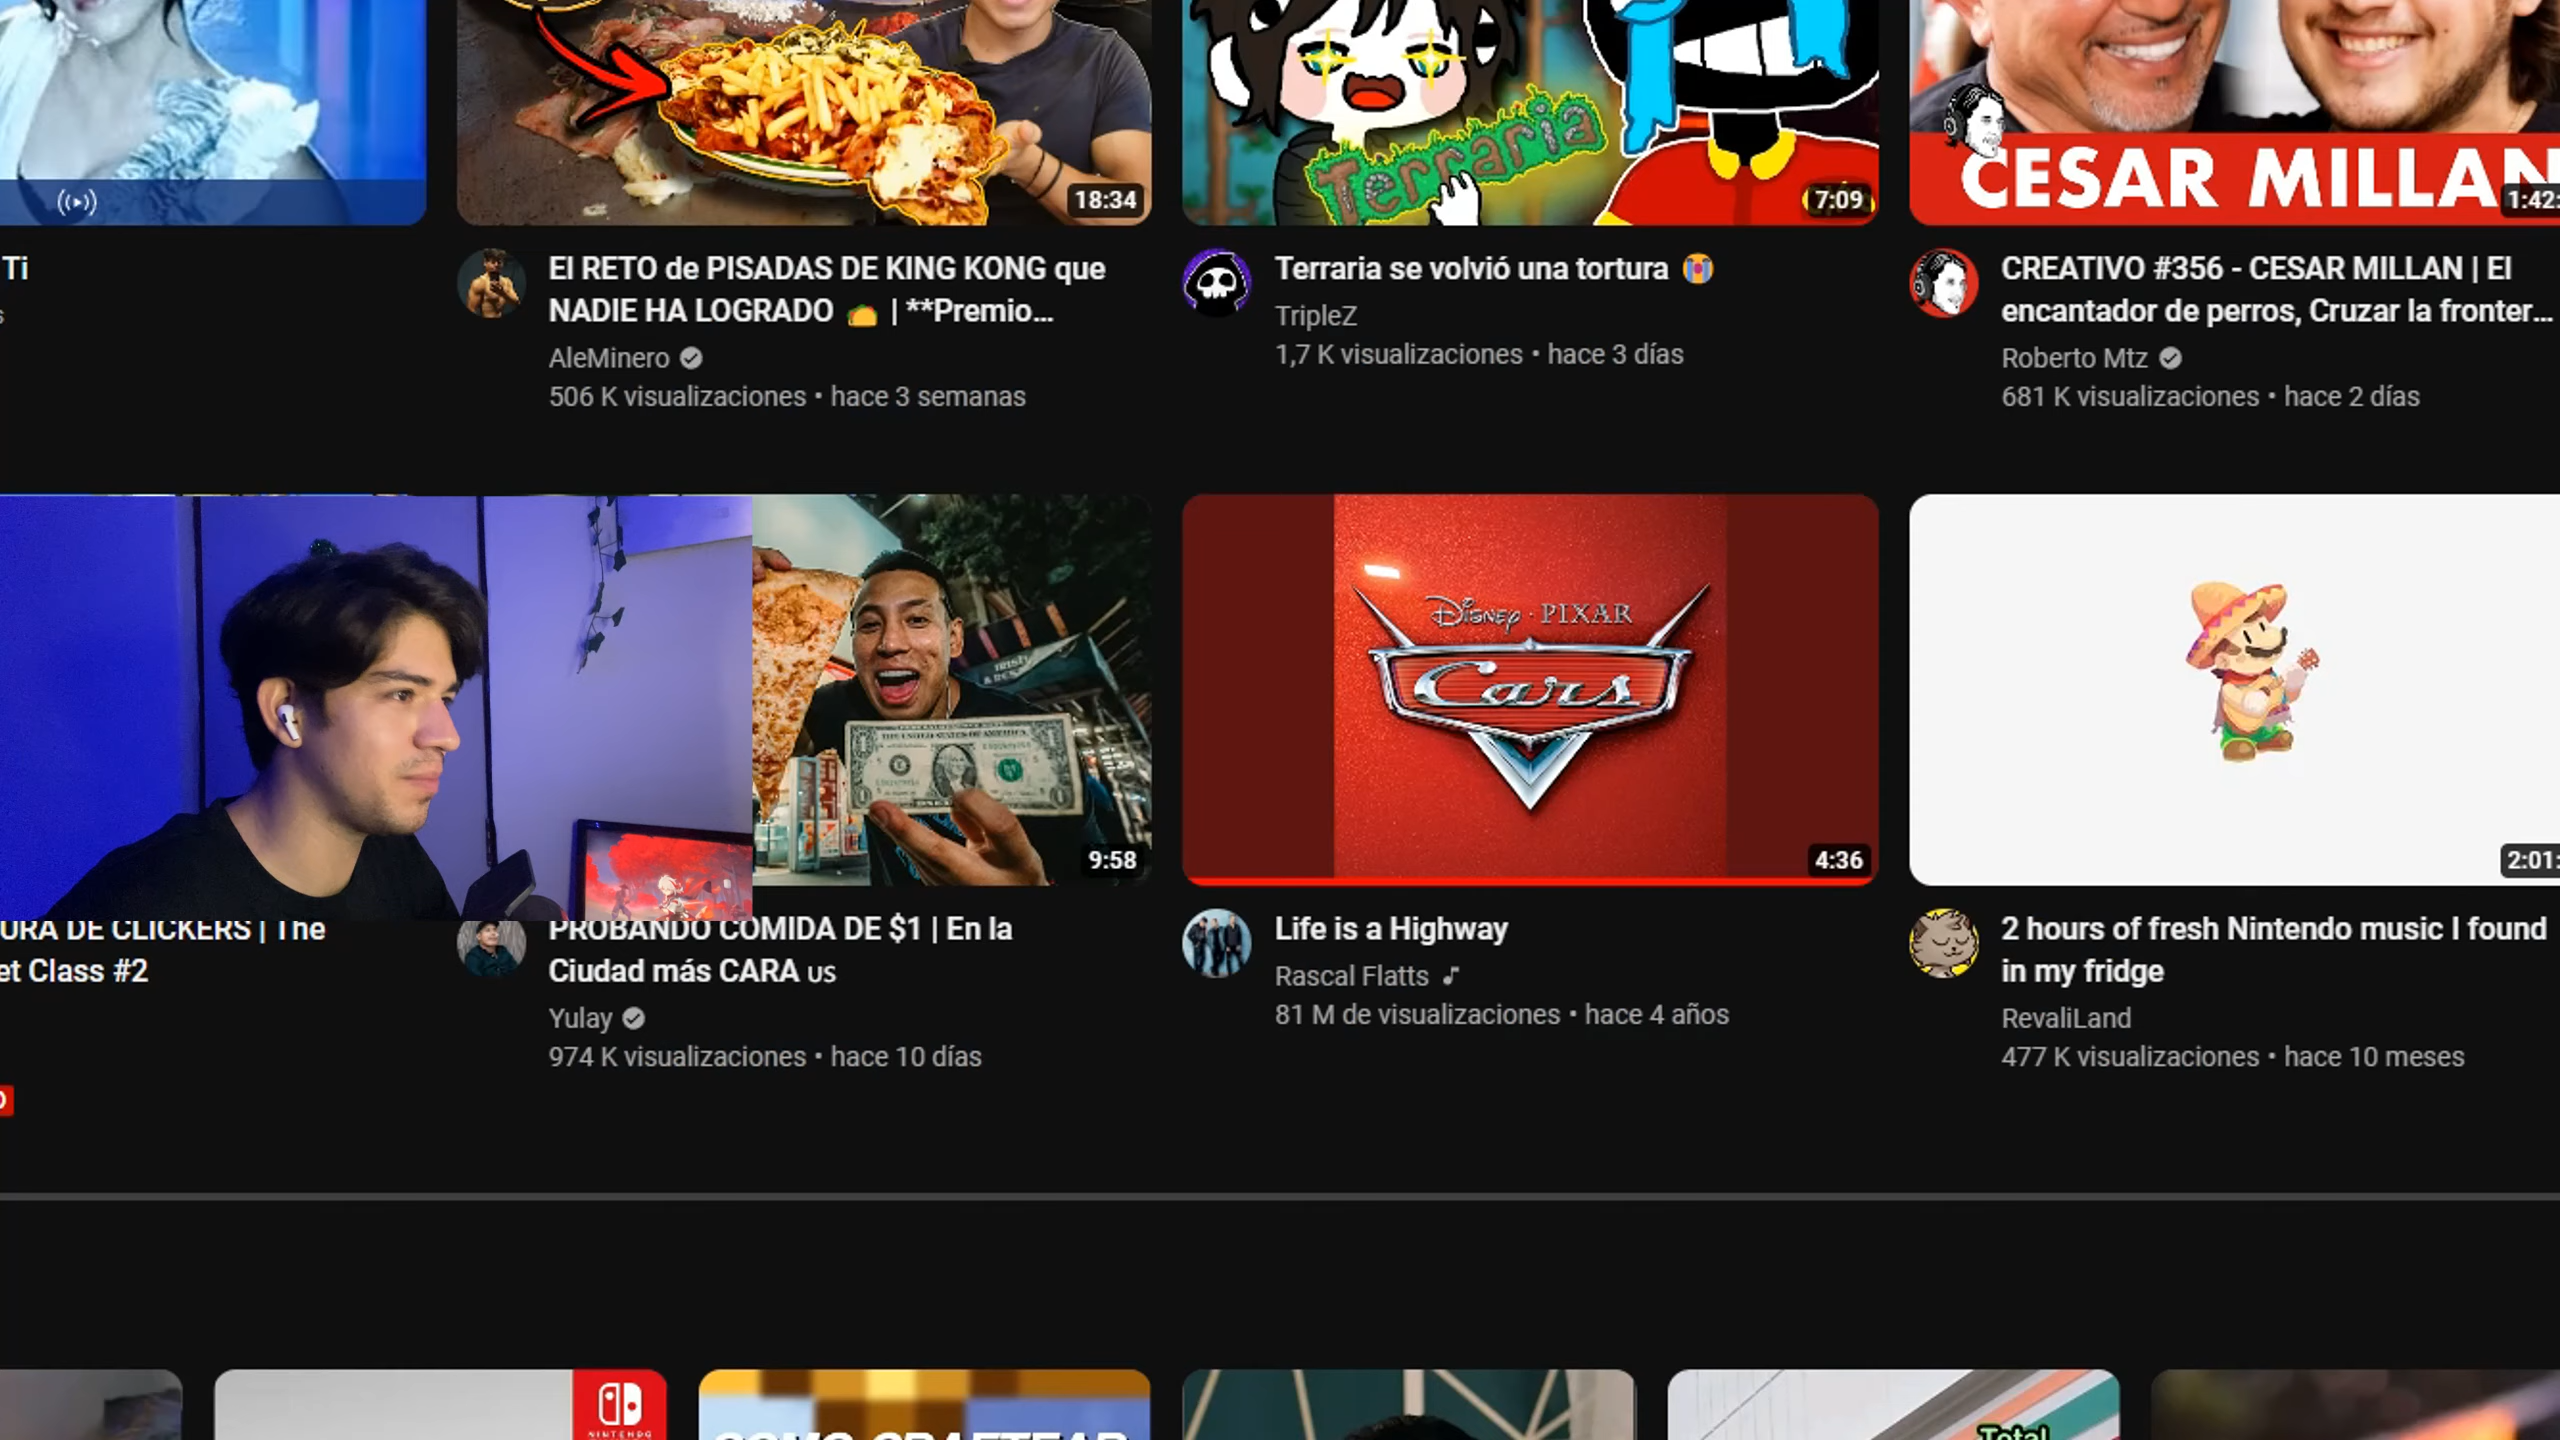 Terraria
18:34
7:09
CESAR MILLAN
1:42:
Ti
El RETO de PISADAS DE KING KONG que
NADIE HA LOGRADO 🌮 | **Premio...
AleMinero
506 K visualizaciones • hace 3 semanas
Terraria se volvió una tortura 😭
TripleZ
1,7 K visualizaciones • hace 3 días
CREATIVO #356 - CESAR MILLAN | El
encantador de perros, Cruzar la fronter...
Roberto Mtz
681 K visualizaciones • hace 2 días
THE UNITED STATES OF AMERICA
9:58
Disney · PIXAR
Cars
4:36
2:01:
URA DE CLICKERS | The
et Class #2
PROBANDO COMIDA DE $1 | En la
Ciudad más CARA US
Yulay
974 K visualizaciones • hace 10 días
Life is a Highway
Rascal Flatts
81 M de visualizaciones • hace 4 años
2 hours of fresh Nintendo music I found
in my fridge
RevaliLand
477 K visualizaciones • hace 10 meses
NINTENDO
COMO CRAFTEAR
Total